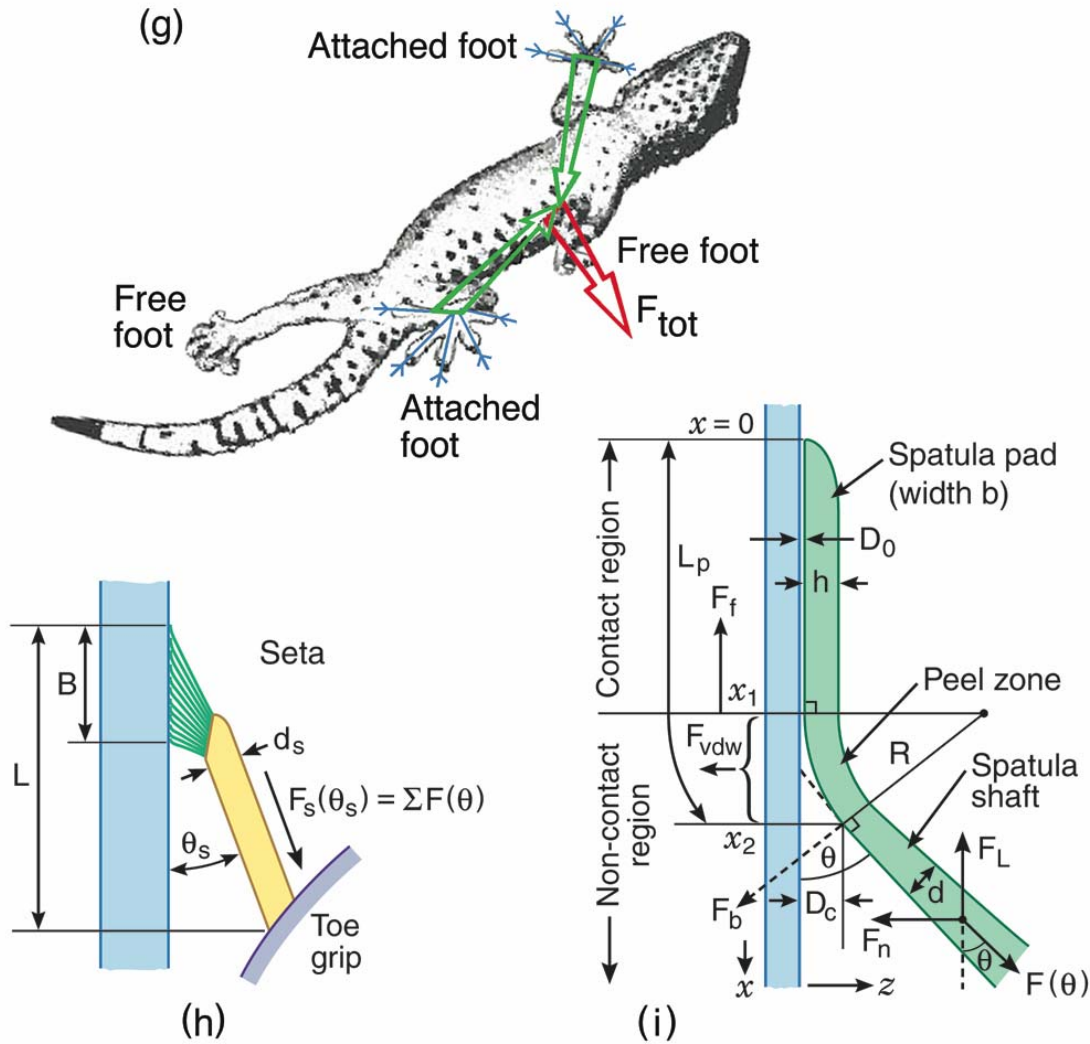 (g)
Attached foot
Free foot
F_tot
Free
foot
Attached
foot
x = 0
Spatula pad
(width b)
Contact region
L_p
D_0
h
F_f
x_1
Peel zone
F_vdw
R
Spatula
shaft
x_2
Non-contact
region
θ
F_L
d
F_b
D_c
F_n
θ
F(θ)
x
z
(i)
Seta
B
L
d_s
F_s(θ_s) = ΣF(θ)
θ_s
Toe
grip
(h)